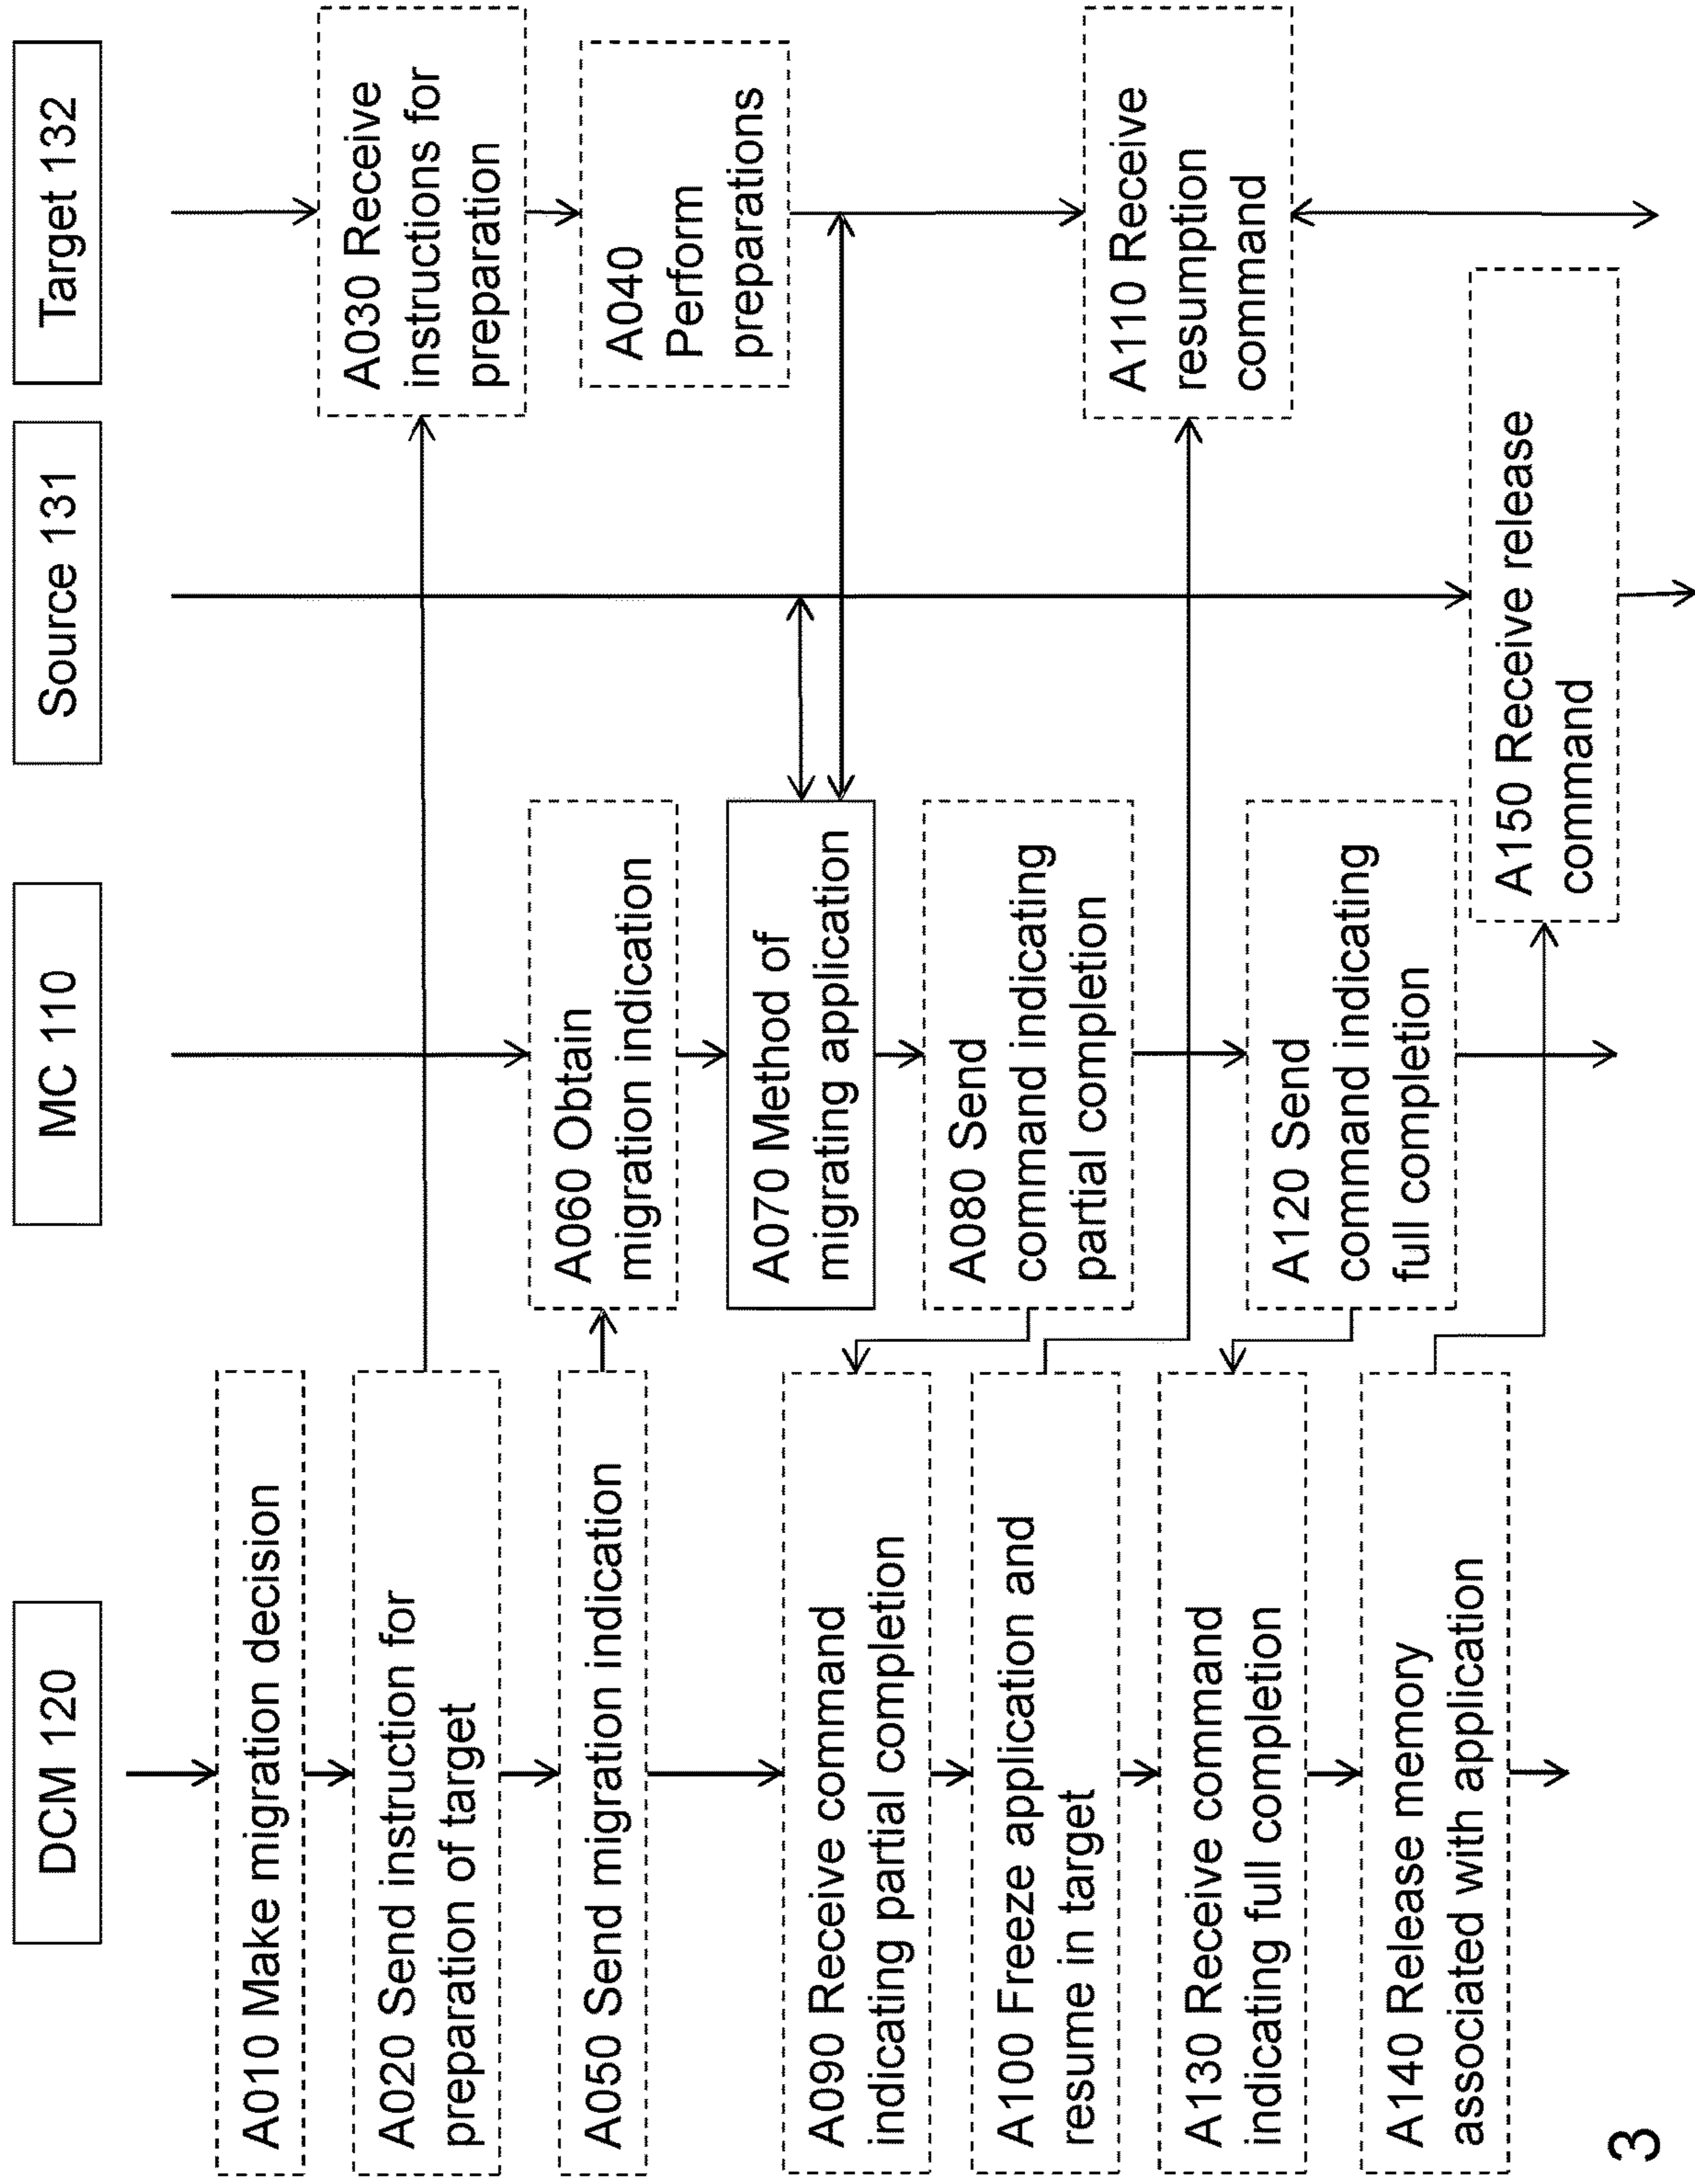 DCM 120
MC 110
Source 131
Target 132
A010 Make migration decision
A020 Send instruction for
preparation of target
A030 Receive
instructions for
preparation
A040
Perform
preparations
A050 Send migration indication
A060 Obtain
migration indication
A070 Method of
migrating application
A080 Send
command indicating
partial completion
A090 Receive command
indicating partial completion
A100 Freeze application and
resume in target
A110 Receive
resumption
command
A120 Send
command indicating
full completion
A130 Receive command
indicating full completion
A140 Release memory
associated with application
A150 Receive release
command
3